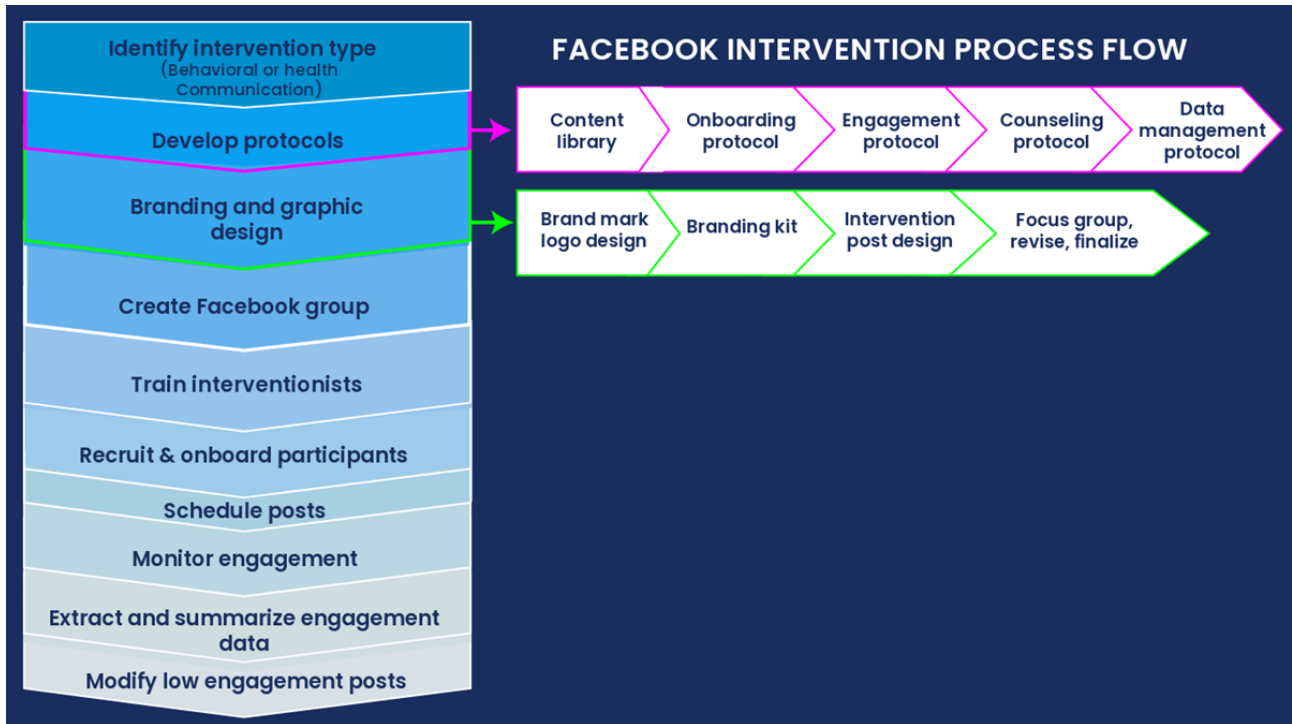 FACEBOOK INTERVENTION PROCESS FLOW
Identify intervention type
(Behavioral or health
Communication)
Develop protocols
Content
library
Onboarding
protocol
Engagement
protocol
Counseling
protocol
Data
management
protocol
Branding and graphic
design
Brand mark
logo design
Branding kit
Intervention
post design
Focus group,
revise, finalize
Create Facebook group
Train interventionists
Recruit & onboard participants
Schedule posts
Monitor engagement
Extract and summarize engagement
data
Modify low engagement posts